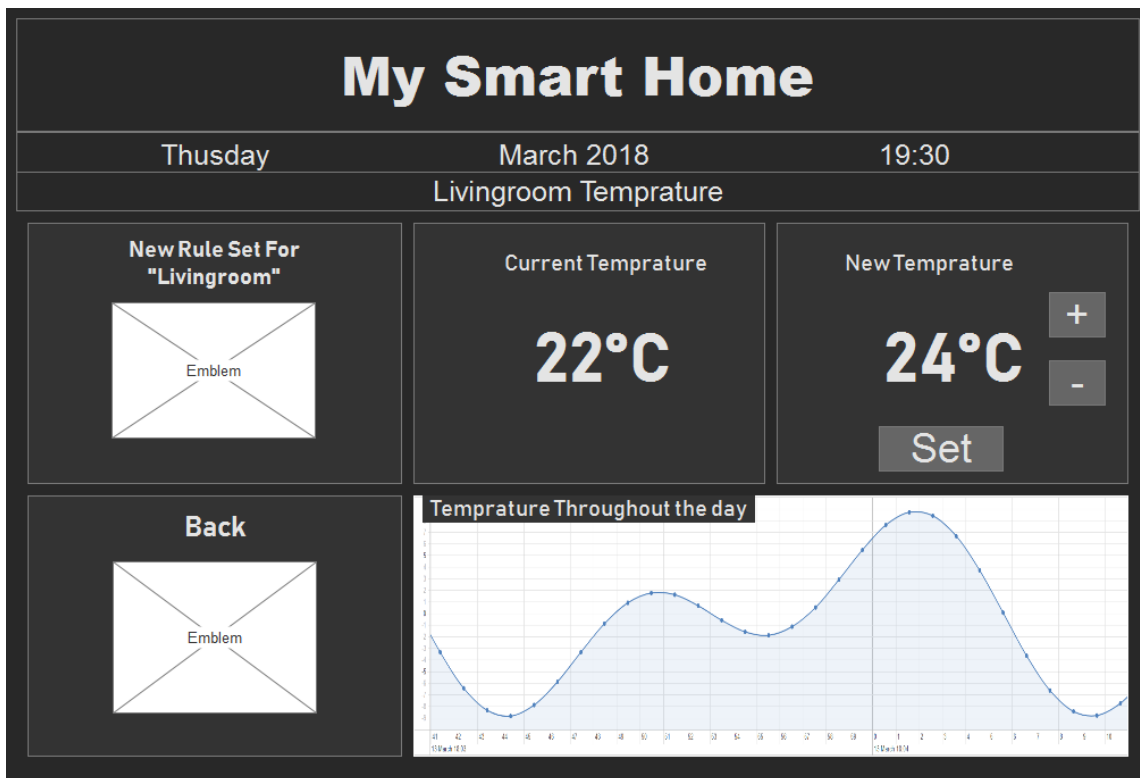 My Smart Home
Thusday March 2018 19:30
Livingroom Temprature
New Rule Set For
"Livingroom"
Emblem
Current Temprature
22°C
New Temprature
24°C
+
-
Set
Back
Emblem
Temprature Throughout the day